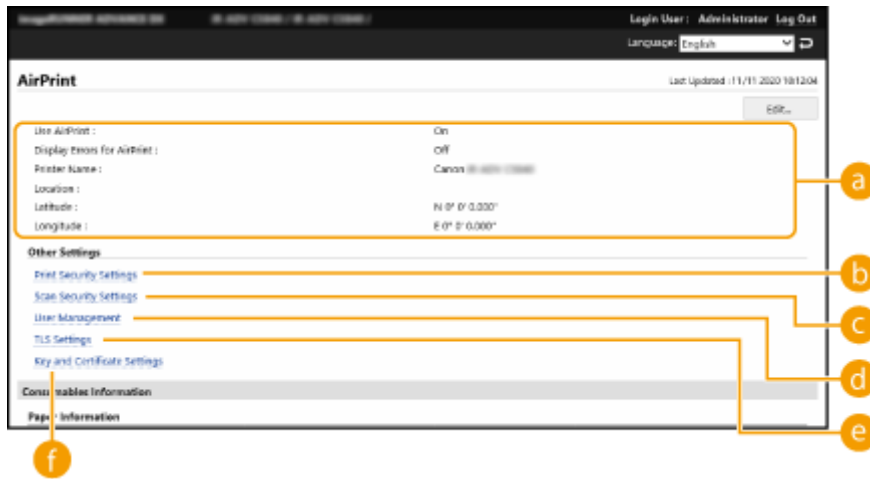 Login User : Administrator Log Out
Language: English
AirPrint
Last Updated : 11/11 2020 10:12:04
Edit...
Use AirPrint : On
Display Errors for AirPrint : Off
Printer Name : Canon
Location :
Latitude : N 0° 0' 0.000"
Longitude : E 0° 0' 0.000"
a
Other Settings
Print Security Settings
b
Scan Security Settings
c
User Management
d
TLS Settings
e
Key and Certificate Settings
f
Consumables Information
Paper Information